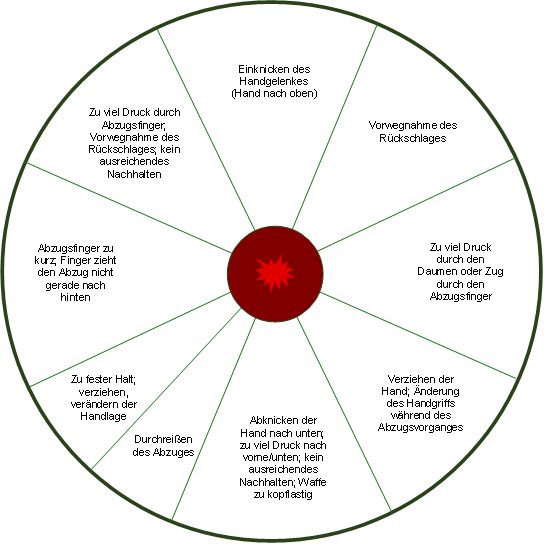 Einknicken des
Handgelenkes
(Hand nach oben)
Vorwegnahme des
Rückschlages
Zu viel Druck
durch den
Daumen oder Zug
durch den
Abzugsfinger
Verziehen der
Hand; Änderung
des Handgriffs
während des
Abzugsvorganges
Abknicken der
Hand nach unten;
zu viel Druck nach
vorne/unten; kein
ausreichendes
Nachhalten; Waffe
zu kopflastig
Durchreißen
des Abzuges
Zu fester Halt;
verziehen,
verändern der
Handlage
Abzugsfinger zu
kurz; Finger zieht
den Abzug nicht
gerade nach
hinten
Zu viel Druck durch
Abzugsfinger;
Vorwegnahme des
Rückschlages; kein
ausreichendes
Nachhalten